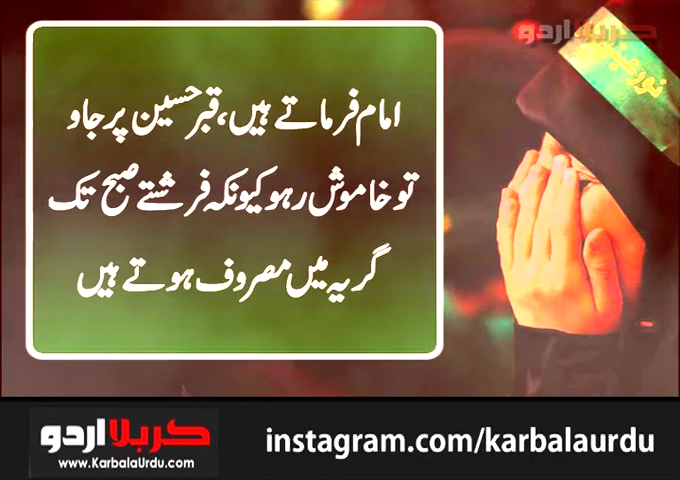 کربلا اردو
امام فرماتے ہیں، قبر حسین پر جاو
تو خاموش رہو کیونکہ فرشتے صبح تک
گریہ میں مصروف ہوتے ہیں
کربلا اردو
www.KarbalaUrdu.com
instagram.com/karbalaurdu